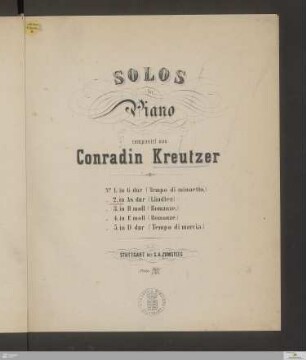 SOLOS
Piano
componirt von
Conradin Kreutzer
Nº 1. in G dur (Tempo di menuetto.)
2. in As dur (Ländler.)
3. in H moll (Romanze.)
4. in E moll (Romanze.)
5. in D dur (Tempo di marcia.)
STUTTGART bei G.A. ZUMSTEEG